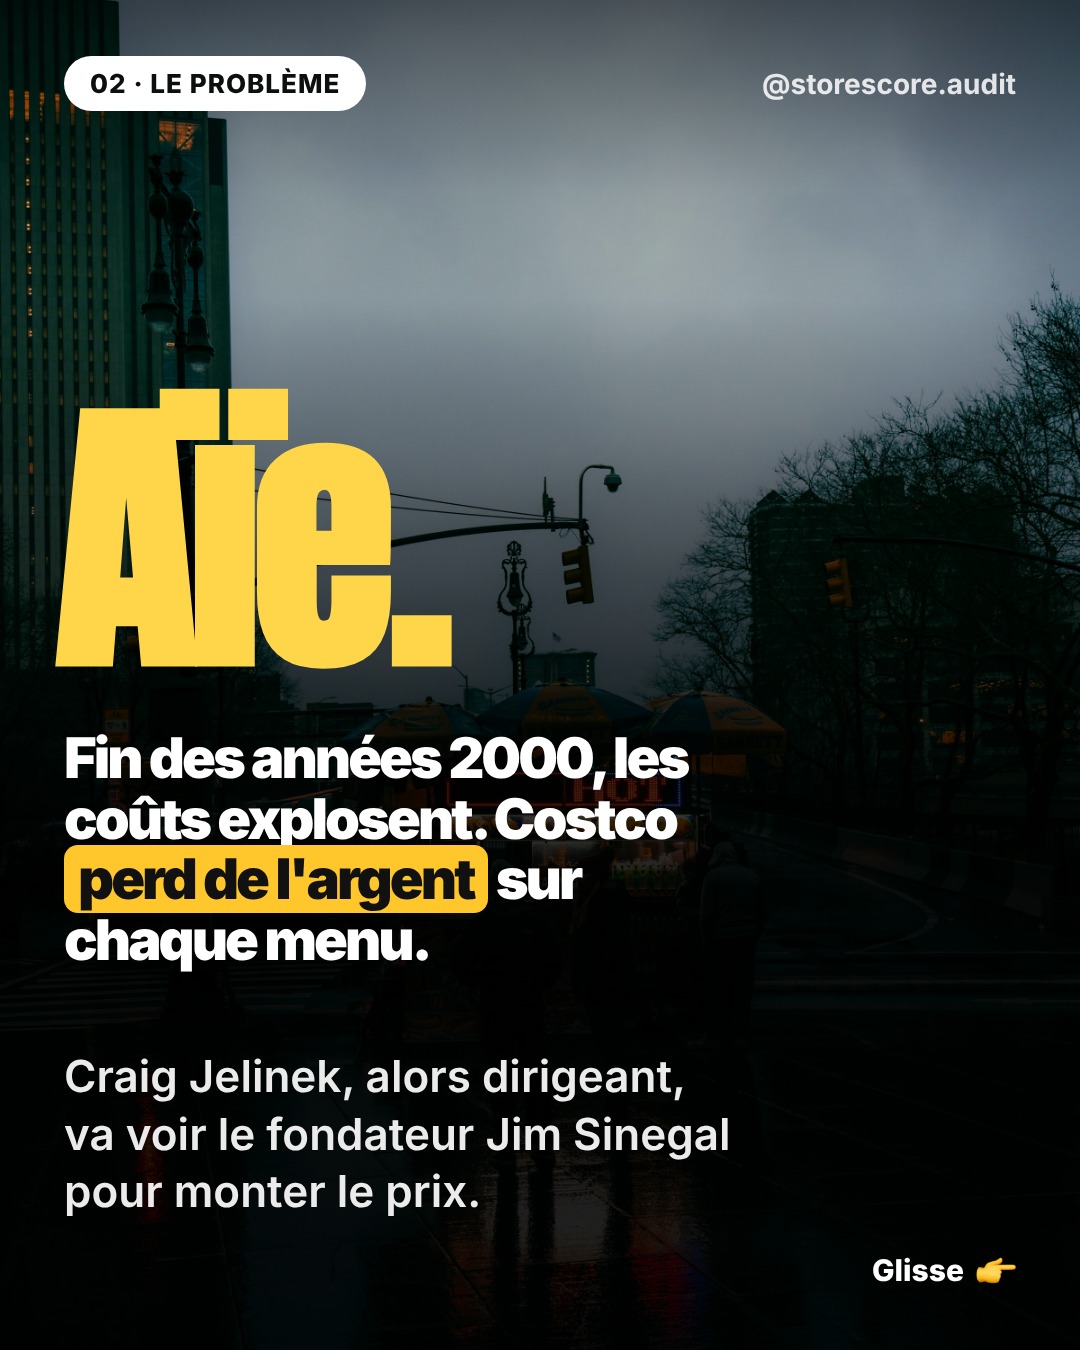 02 · LE PROBLÈME
@storescore.audit
Aïe.
Fin des années 2000, les
coûts explosent. Costco
perd de l'argent sur
chaque menu.
Craig Jelinek, alors dirigeant,
va voir le fondateur Jim Sinegal
pour monter le prix.
Glisse 👉
HOT